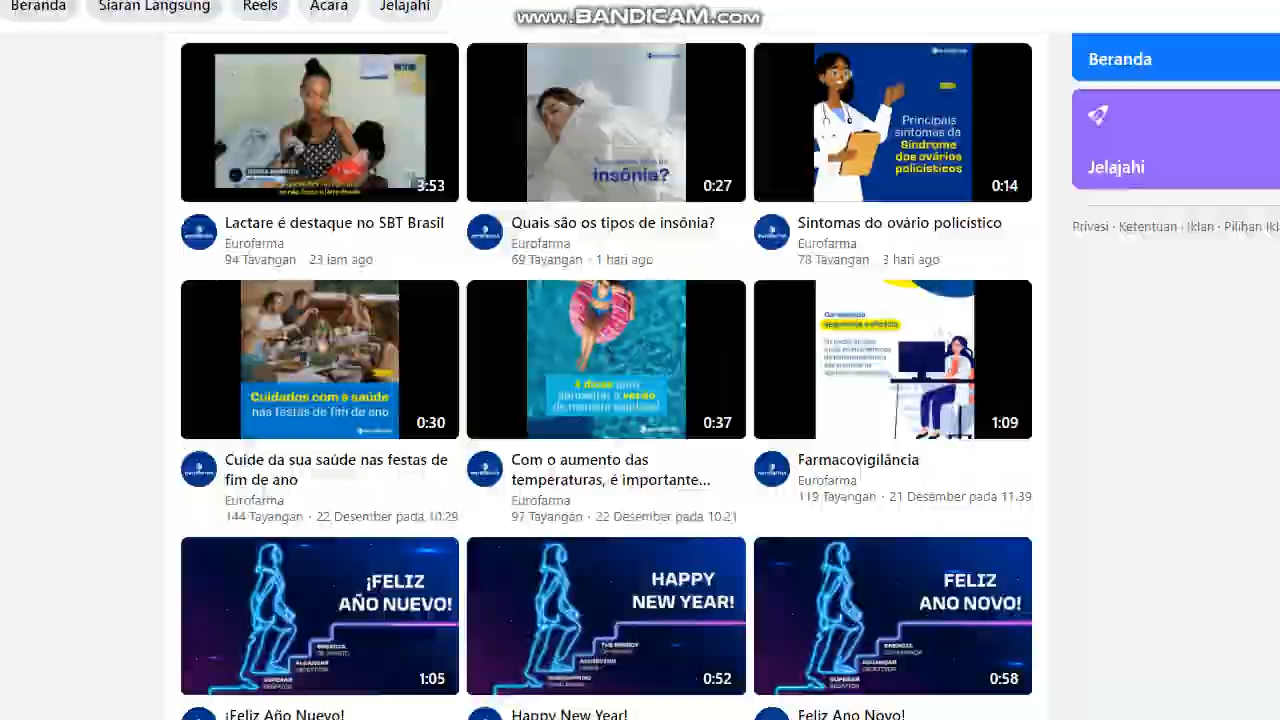 Beranda Siaran Langsung Reels Acara Jelajahi
www.BANDICAM.com
Beranda
Jelajahi
Privasi · Ketentuan · Iklan · Pilihan Ikl
3:53
insônia?
0:27
Principais
sintomas da
Síndrome
dos ovários
policísticos
0:14
Lactare é destaque no SBT Brasil
Eurofarma
94 Tayangan · 23 jam ago
Quais são os tipos de insônia?
Eurofarma
69 Tayangan · 1 hari ago
Sintomas do ovário policístico
Eurofarma
78 Tayangan · 3 hari ago
Cuidados com a saúde
nas festas de fim de ano
0:30
0:37
1:09
Cuide da sua saúde nas festas de
fim de ano
Eurofarma
144 Tayangan · 22 Desember pada 10.29
Com o aumento das
temperaturas, é importante...
Eurofarma
97 Tayangan · 22 Desember pada 10.21
Farmacovigilância
Eurofarma
119 Tayangan · 21 Desember pada 11.39
¡FELIZ
AÑO NUEVO!
SUPERAR
1:05
HAPPY
NEW YEAR!
0:52
FELIZ
ANO NOVO!
SUPERAR
0:58
¡Feliz Año Nuevo!
Happy New Year!
Feliz Ano Novo!